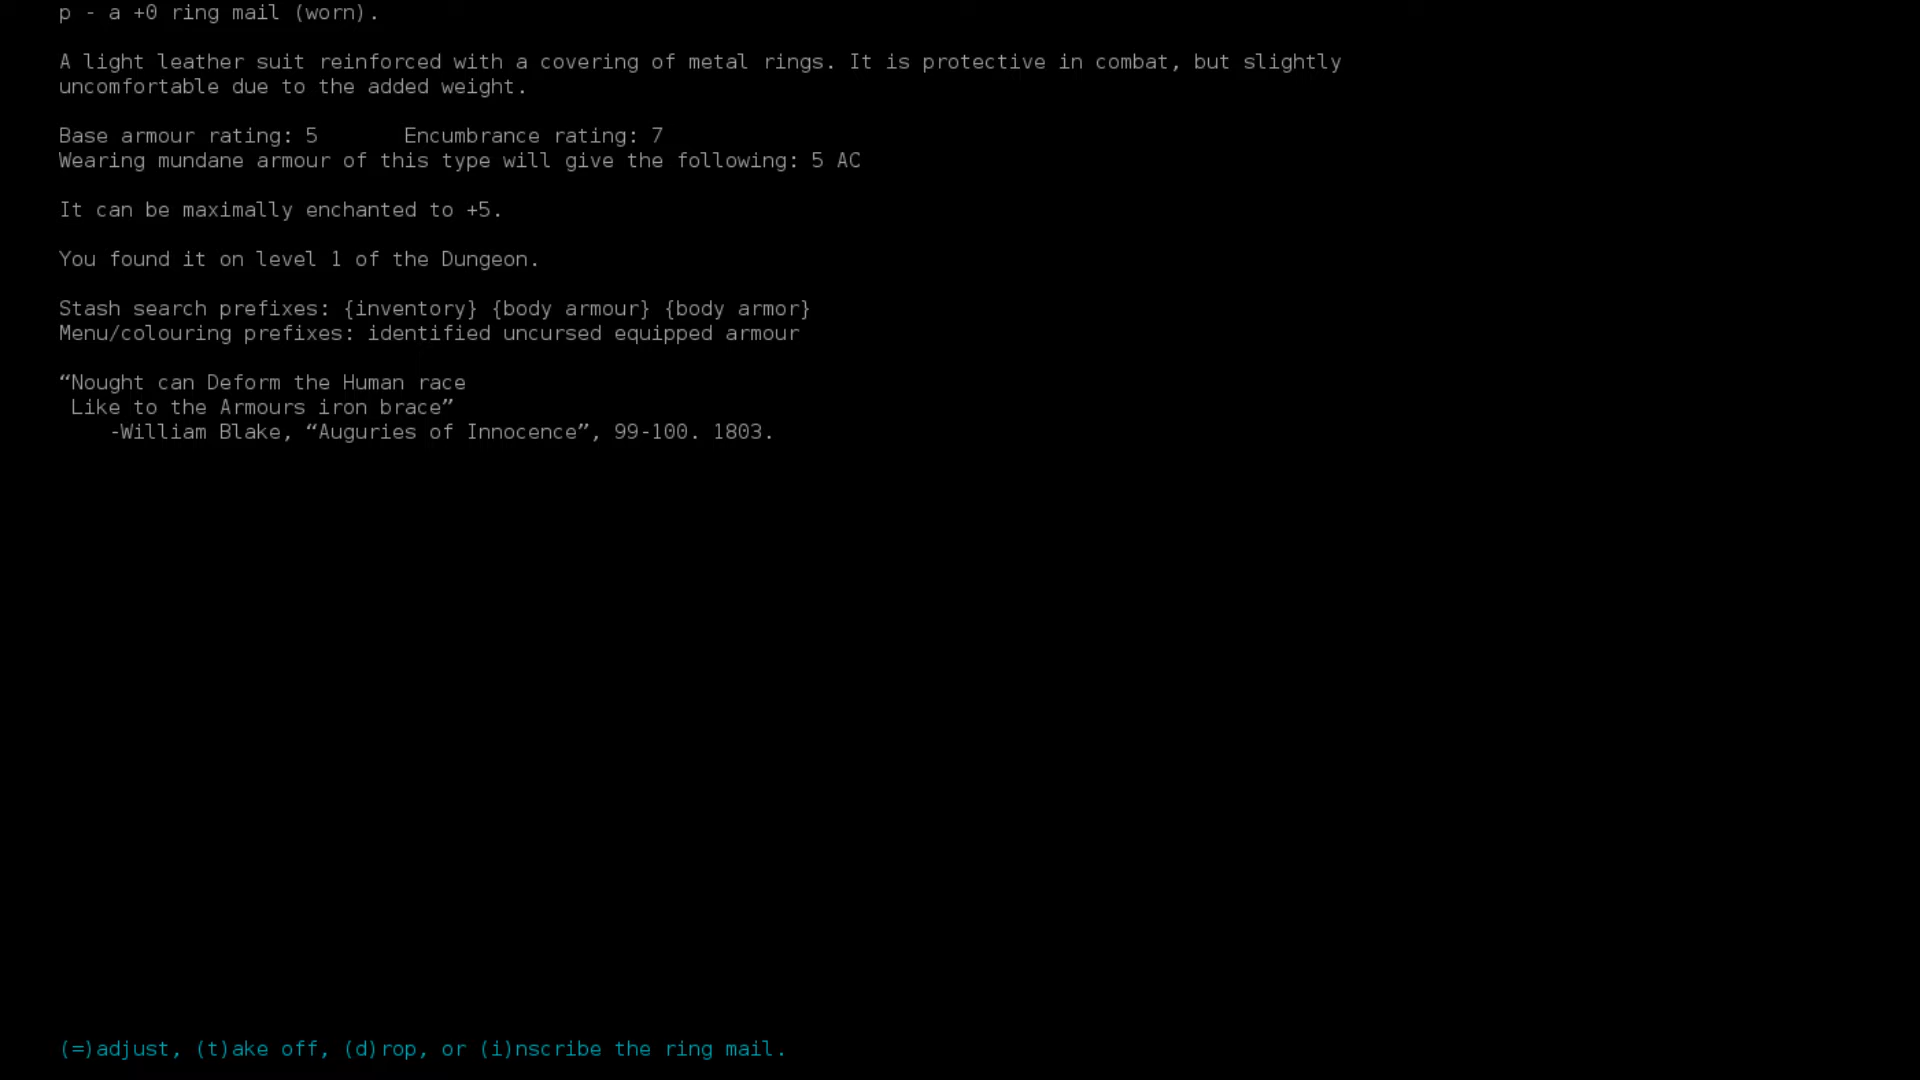 p - a +0 ring mail (worn).
A light leather suit reinforced with a covering of metal rings. It is protective in combat, but slightly
uncomfortable due to the added weight.
Base armour rating: 5       Encumbrance rating: 7
Wearing mundane armour of this type will give the following: 5 AC
It can be maximally enchanted to +5.
You found it on level 1 of the Dungeon.
Stash search prefixes: {inventory} {body armour} {body armor}
Menu/colouring prefixes: identified uncursed equipped armour
“Nought can Deform the Human race
Like to the Armours iron brace”
-William Blake, “Auguries of Innocence”, 99-100. 1803.
(=)adjust, (t)ake off, (d)rop, or (i)nscribe the ring mail.